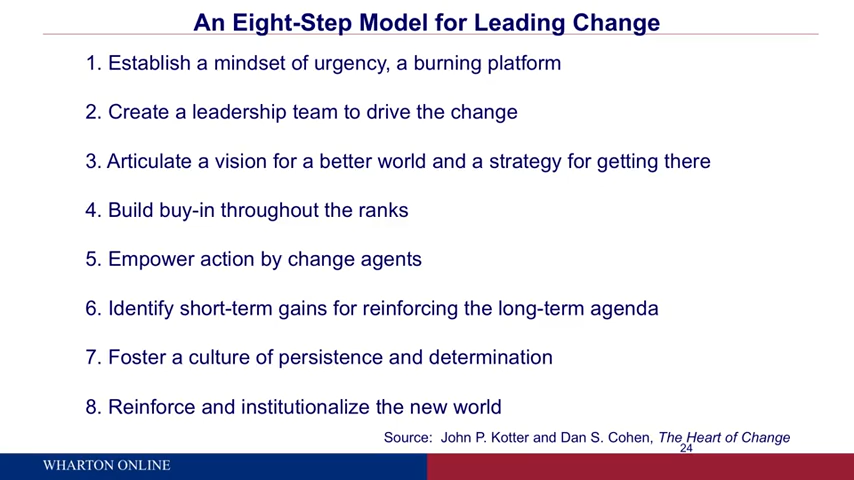 An Eight-Step Model for Leading Change
1. Establish a mindset of urgency, a burning platform
2. Create a leadership team to drive the change
3. Articulate a vision for a better world and a strategy for getting there
4. Build buy-in throughout the ranks
5. Empower action by change agents
6. Identify short-term gains for reinforcing the long-term agenda
7. Foster a culture of persistence and determination
8. Reinforce and institutionalize the new world
Source: John P. Kotter and Dan S. Cohen, The Heart of Change
24
WHARTON ONLINE